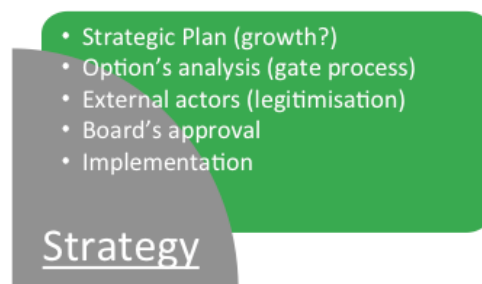 • Strategic Plan (growth?)
• Option's analysis (gate process)
• External actors (legitimisation)
• Board's approval
• Implementation
Strategy